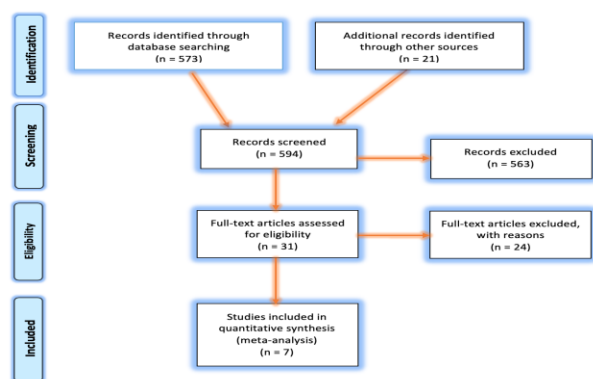 Identification
Records identified through
database searching
(n = 573)
Additional records identified
through other sources
(n = 21)
Screening
Records screened
(n = 594)
Records excluded
(n = 563)
Eligibility
Full-text articles assessed
for eligibility
(n = 31)
Full-text articles excluded,
with reasons
(n = 24)
Included
Studies included in
quantitative synthesis
(meta-analysis)
(n = 7)